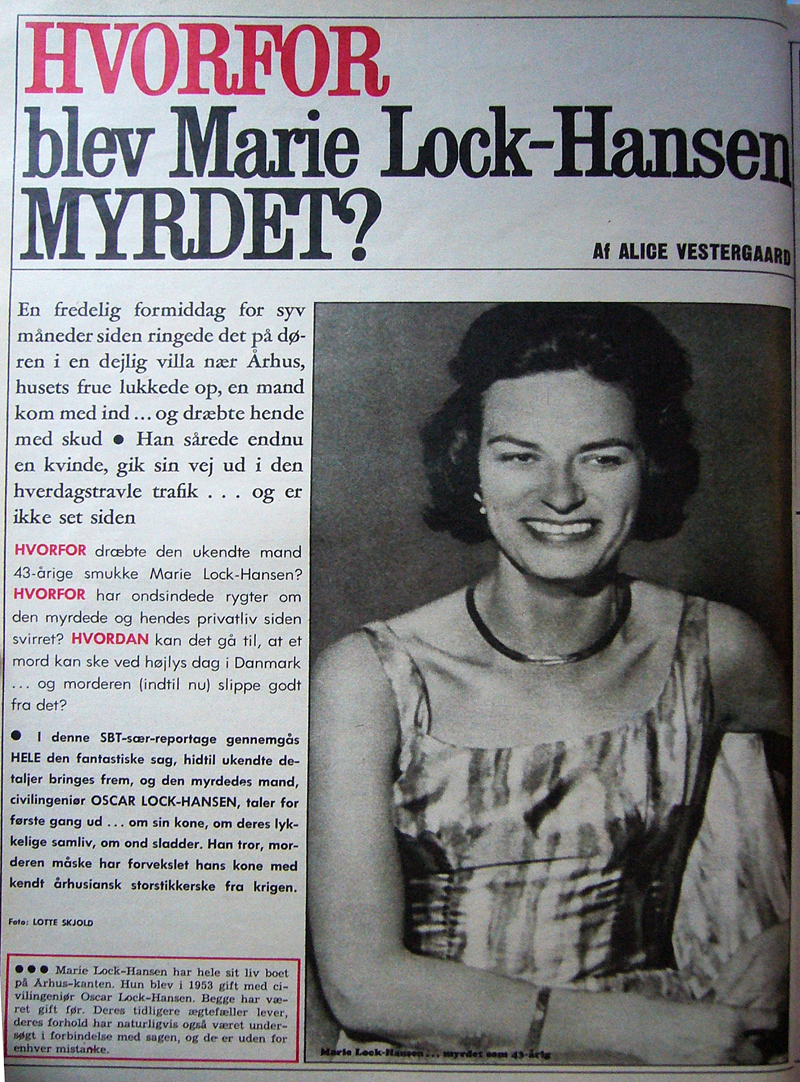 HVORFOR
blev Marie Lock-Hansen
MYRDET?
Af ALICE VESTERGAARD
En fredelig formiddag for syv
måneder siden ringede det på dø-
ren i en dejlig villa nær Århus,
husets frue lukkede op, en mand
kom med ind ... og dræbte hende
med skud ● Han sårede endnu
en kvinde, gik sin vej ud i den
hverdagstravle trafik . . . og er
ikke set siden
HVORFOR dræbte den ukendte mand
43-årige smukke Marie Lock-Hansen?
HVORFOR har ondsindede rygter om
den myrdede og hendes privatliv siden
svirret? HVORDAN kan det gå til, at et
mord kan ske ved højlys dag i Danmark
... og morderen (indtil nu) slippe godt
fra det?
● I denne SBT-sær-reportage gennemgås
HELE den fantastiske sag, hidtil ukendte de-
taljer bringes frem, og den myrdedes mand,
civilingeniør OSCAR LOCK-HANSEN, taler for
første gang ud ... om sin kone, om deres lyk-
kelige samliv, om ond sladder. Han tror, mor-
deren måske har forvekslet hans kone med
kendt århusiansk storstikkerske fra krigen.
Foto: LOTTE SKJOLD
● ● ● Marie Lock-Hansen har hele sit liv boet
på Århus-kanten. Hun blev i 1953 gift med ci-
vilingeniør Oscar Lock-Hansen. Begge har væ-
ret gift før. Deres tidligere ægtefæller lever,
deres forhold har naturligvis også været under-
søgt i forbindelse med sagen, og de er uden for
enhver mistanke.
Marie Lock-Hansen ... myrdet som 43-årig